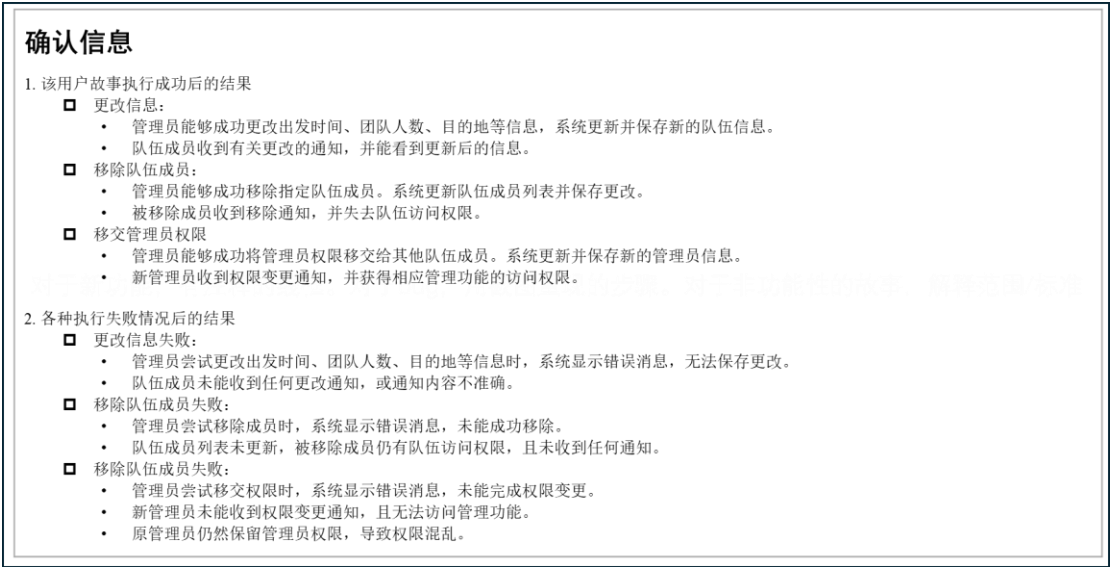 确认信息
1. 该用户故事执行成功后的结果
更改信息：
• 管理员能够成功更改出发时间、团队人数、目的地等信息，系统更新并保存新的队伍信息。
• 队伍成员收到有关更改的通知，并能看到更新后的信息。
移除队伍成员：
• 管理员能够成功移除指定队伍成员。系统更新队伍成员列表并保存更改。
• 被移除成员收到移除通知，并失去队伍访问权限。
移交管理员权限
• 管理员能够成功将管理员权限移交给其他队伍成员。系统更新并保存新的管理员信息。
• 新管理员收到权限变更通知，并获得相应管理功能的访问权限。
2. 各种执行失败情况后的结果
更改信息失败：
• 管理员尝试更改出发时间、团队人数、目的地等信息时，系统显示错误消息，无法保存更改。
• 队伍成员未能收到任何更改通知，或通知内容不准确。
移除队伍成员失败：
• 管理员尝试移除成员时，系统显示错误消息，未能成功移除。
• 队伍成员列表未更新，被移除成员仍有队伍访问权限，且未收到任何通知。
移除队伍成员失败：
• 管理员尝试移交权限时，系统显示错误消息，未能完成权限变更。
• 新管理员未能收到权限变更通知，且无法访问管理功能。
• 原管理员仍然保留管理员权限，导致权限混乱。